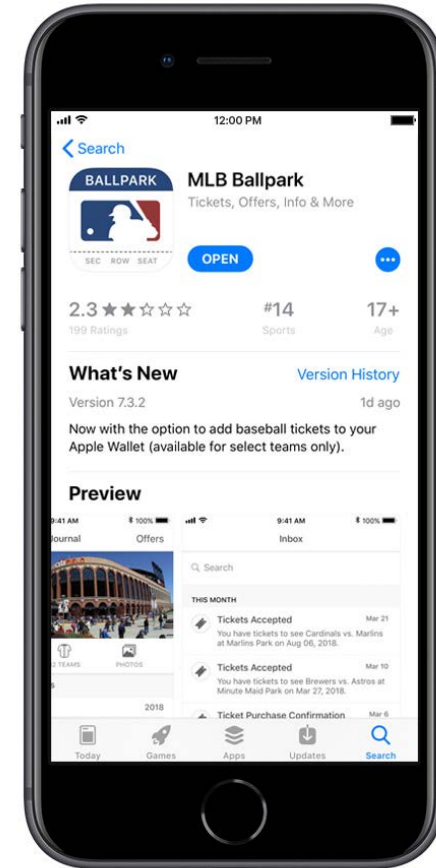 12:00 PM
Search
BALLPARK
SEC ROW SEAT
MLB Ballpark
Tickets, Offers, Info & More
OPEN
2.3
199 Ratings
#14
Sports
17+
Age
What's New
Version History
Version 7.3.2
1d ago
Now with the option to add baseball tickets to your
Apple Wallet (available for select teams only).
Preview
9:41 AM
100%
Journal
Offers
TEAMS
PHOTOS
2018
9:41 AM
100%
Inbox
Search
THIS MONTH
Tickets Accepted
Mar 21
You have tickets to see Cardinals vs. Marlins
at Marlins Park on Aug 06, 2018.
Tickets Accepted
Mar 10
You have tickets to see Brewers vs. Astros at
Minute Maid Park on Mar 27, 2018.
Ticket Purchase Confirmation
Mar 6
Today
Games
Apps
Updates
Search